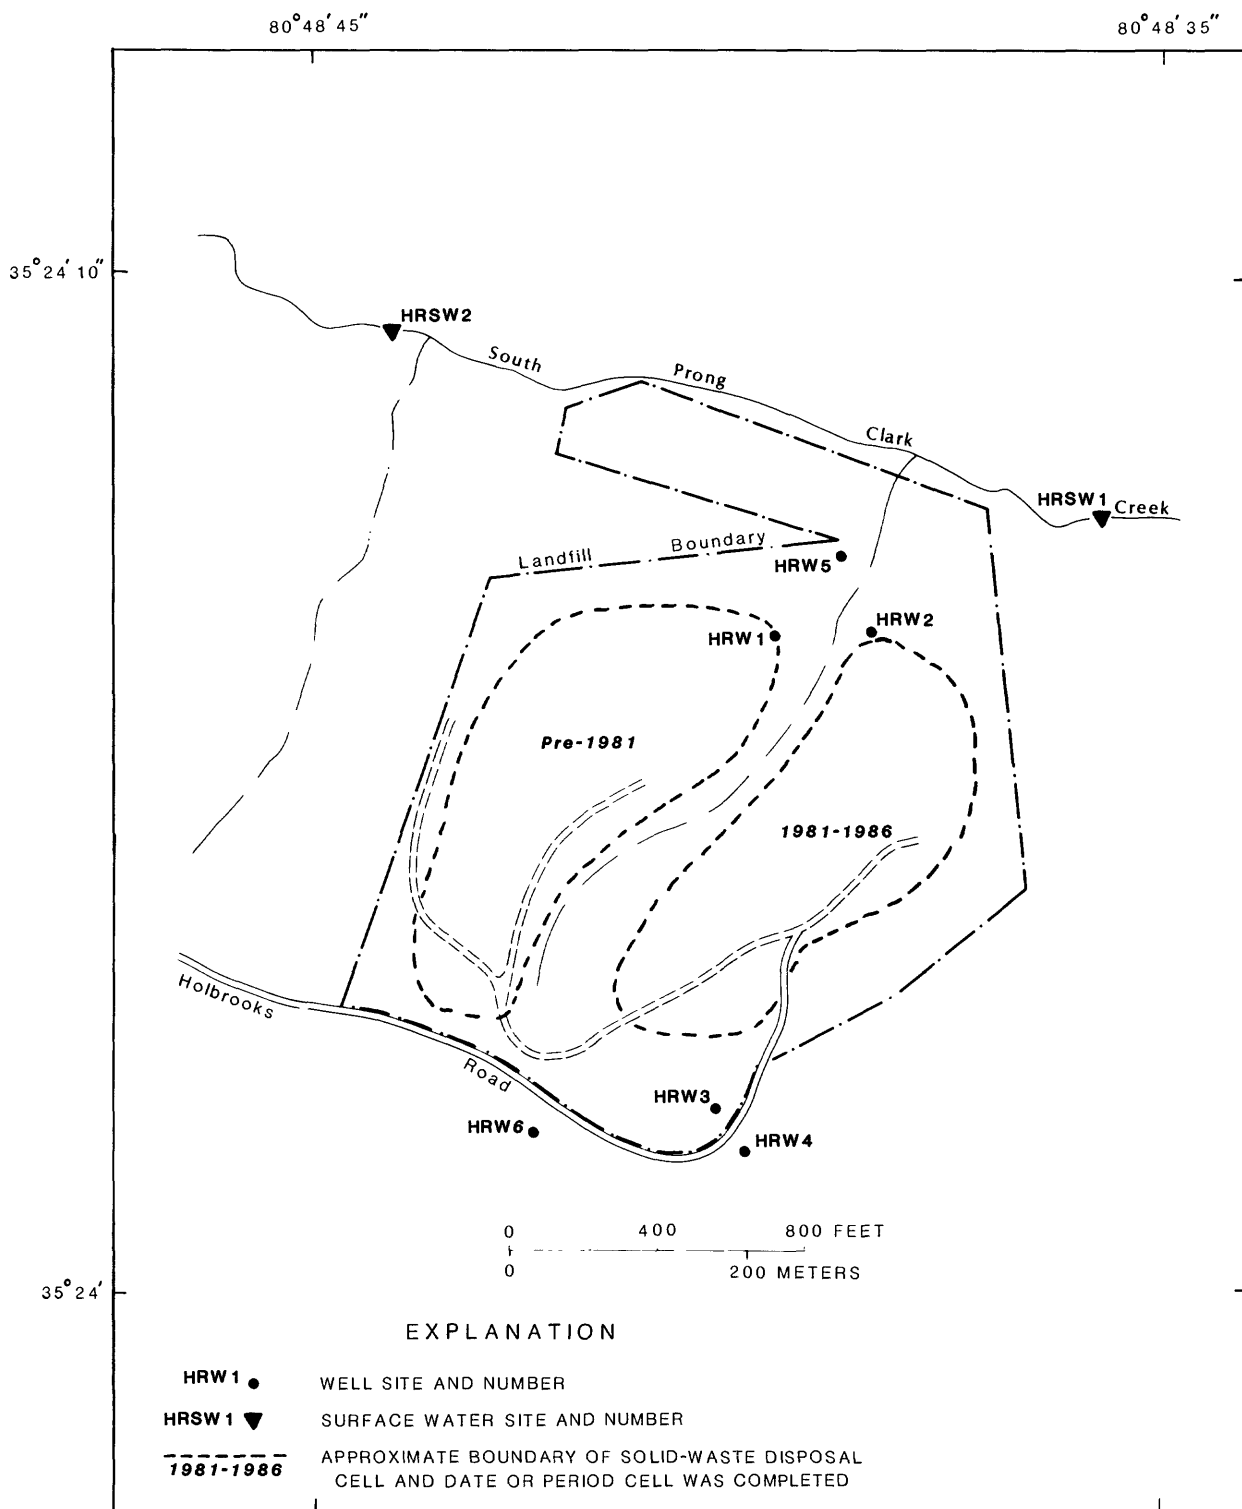 80°48'45" 80°48'35"
35°24'10"
HRSW2
South Prong
Clark
HRSW1 Creek
Landfill Boundary
HRW5
HRW2
HRW1
Pre-1981
1981-1986
Holbrooks
Road
HRW3
HRW6
HRW4
0 400 800 FEET
0 200 METERS
35°24'
EXPLANATION
HRW1 WELL SITE AND NUMBER
HRSW1 SURFACE WATER SITE AND NUMBER
1981-1986 APPROXIMATE BOUNDARY OF SOLID-WASTE DISPOSAL
CELL AND DATE OR PERIOD CELL WAS COMPLETED